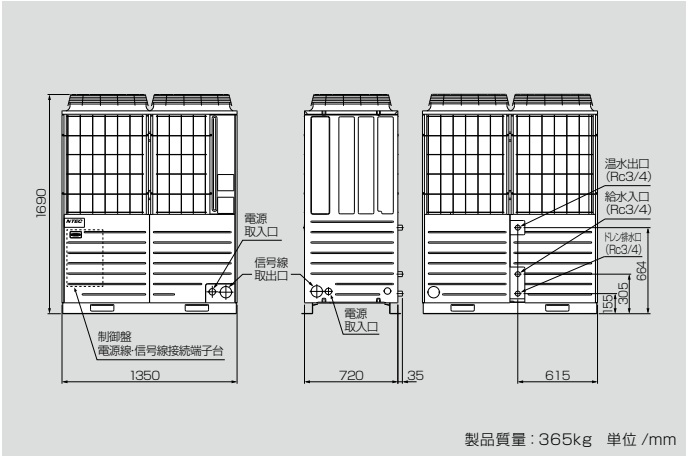 1690
NTEC
電源
取入口
信号線
取出口
制御盤
電源線・信号線接続端子台
1350
電源
取入口
720
35
温水出口
(Rc3/4)
給水入口
(Rc3/4)
ドレン排水口
(Rc3/4)
155
305
664
615
製品質量：365kg　単位 /mm